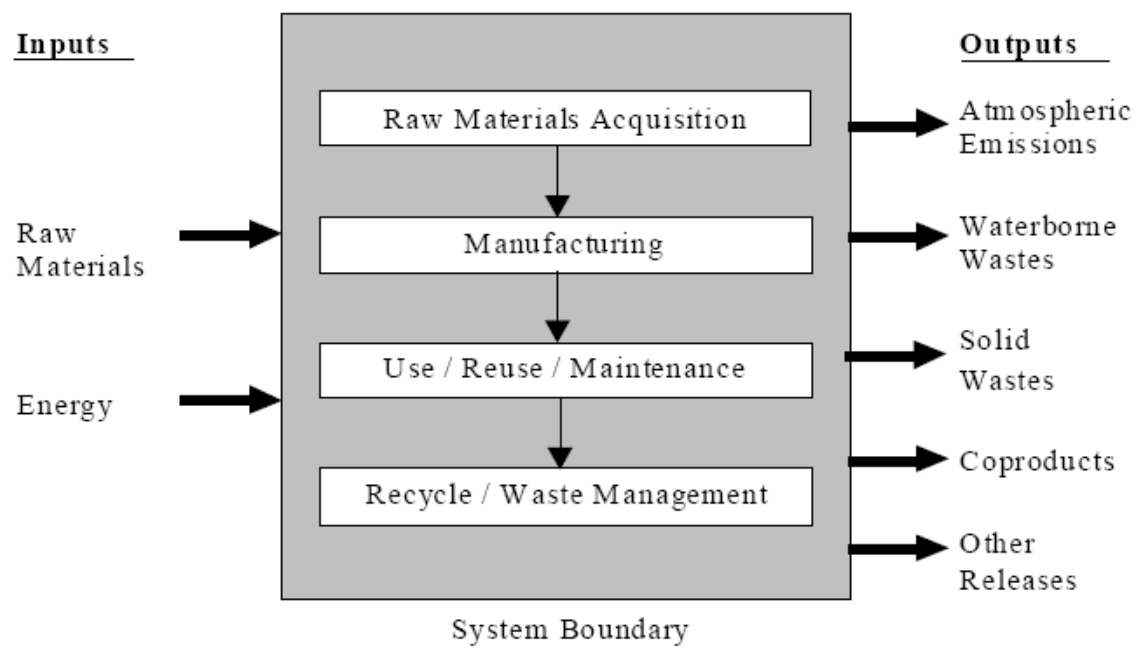 Inputs
Raw
Materials
Energy
Raw Materials Acquisition
Manufacturing
Use / Reuse / Maintenance
Recycle / Waste Management
System Boundary
Outputs
Atmospheric
Emissions
Waterborne
Wastes
Solid
Wastes
Coproducts
Other
Releases